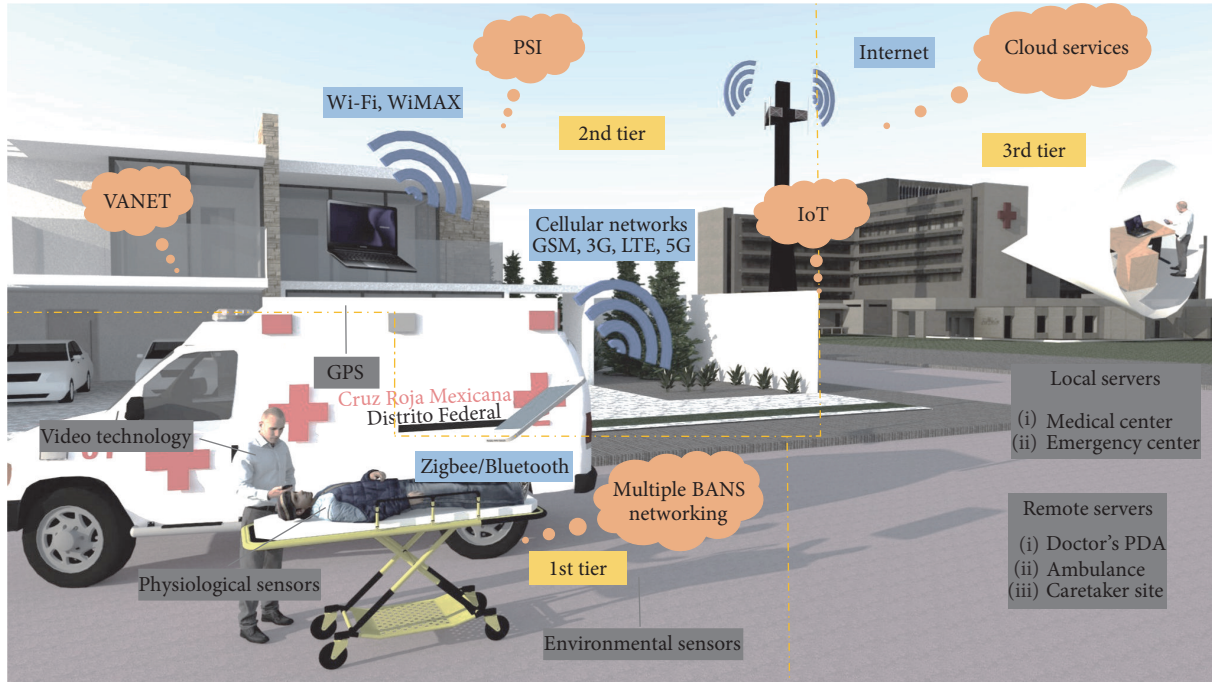 PSI
Internet
Cloud services
Wi-Fi, WiMAX
2nd tier
3rd tier
VANET
IoT
Cellular networks
GSM, 3G, LTE, 5G
GPS
Cruz Roja Mexicana
Distrito Federal
Video technology
Zigbee/Bluetooth
Multiple BANS
networking
1st tier
Physiological sensors
Environmental sensors
Local servers
(i) Medical center
(ii) Emergency center
Remote servers
(i) Doctor's PDA
(ii) Ambulance
(iii) Caretaker site